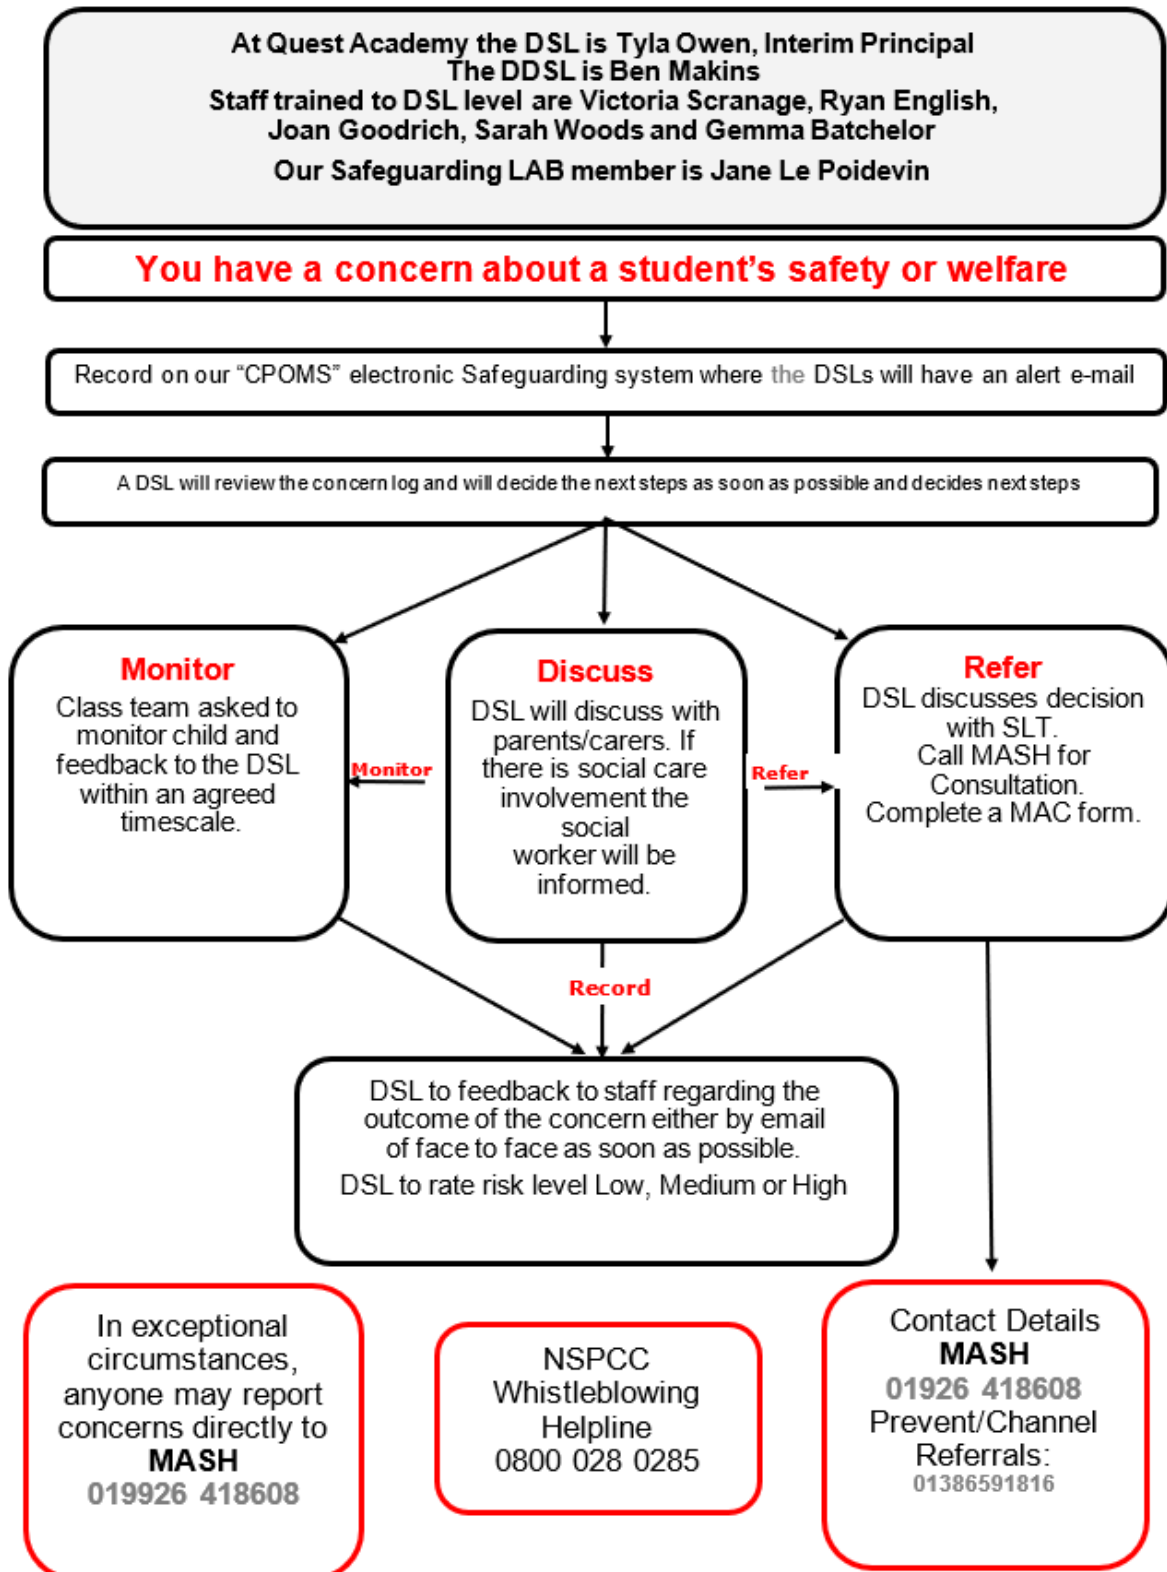 At Quest Academy the DSL is Tyla Owen, Interim Principal
The DDSL is Ben Makins
Staff trained to DSL level are Victoria Scranage, Ryan English,
Joan Goodrich, Sarah Woods and Gemma Batchelor
Our Safeguarding LAB member is Jane Le Poidevin
You have a concern about a student’s safety or welfare
Record on our “CPOMS” electronic Safeguarding system where the DSLs will have an alert e-mail
A DSL will review the concern log and will decide the next steps as soon as possible and decides next steps
Monitor
Class team asked to
monitor child and
feedback to the DSL
within an agreed
timescale.
Monitor
Discuss
DSL will discuss with
parents/carers. If
there is social care
involvement the
social
worker will be
informed.
Refer
Refer
DSL discusses decision
with SLT.
Call MASH for
Consultation.
Complete a MAC form.
Record
DSL to feedback to staff regarding the
outcome of the concern either by email
of face to face as soon as possible.
DSL to rate risk level Low, Medium or High
In exceptional
circumstances,
anyone may report
concerns directly to
MASH
019926 418608
NSPCC
Whistleblowing
Helpline
0800 028 0285
Contact Details
MASH
01926 418608
Prevent/Channel
Referrals:
01386591816